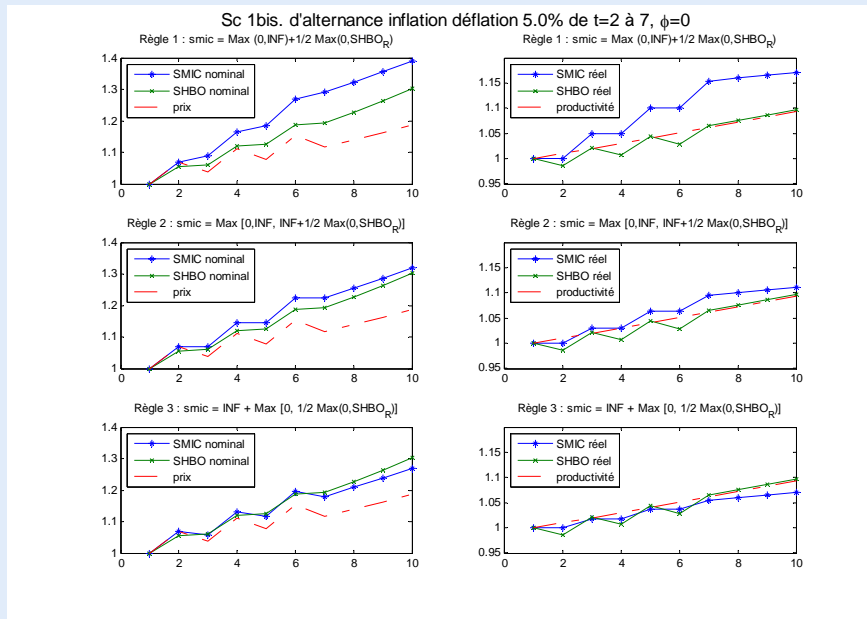 Sc 1bis. d'alternance inflation déflation 5.0% de t=2 à 7, ϕ=0
Règle 1 : smic = Max (0,INF)+1/2 Max(0,SHBO_R)
1.4
1.3
1.2
1.1
1
0 2 4 6 8 10
SMIC nominal
SHBO nominal
prix
Règle 1 : smic = Max (0,INF)+1/2 Max(0,SHBO_R)
1.15
1.1
1.05
1
0.95
0 2 4 6 8 10
SMIC réel
SHBO réel
productivité
Règle 2 : smic = Max [0,INF, INF+1/2 Max(0,SHBO_R)]
1.4
1.3
1.2
1.1
1
0 2 4 6 8 10
SMIC nominal
SHBO nominal
prix
Règle 2 : smic = Max [0,INF, INF+1/2 Max(0,SHBO_R)]
1.15
1.1
1.05
1
0.95
0 2 4 6 8 10
SMIC réel
SHBO réel
productivité
Règle 3 : smic = INF + Max [0, 1/2 Max(0,SHBO_R)]
1.4
1.3
1.2
1.1
1
0 2 4 6 8 10
SMIC nominal
SHBO nominal
prix
Règle 3 : smic = INF + Max [0, 1/2 Max(0,SHBO_R)]
1.15
1.1
1.05
1
0.95
0 2 4 6 8 10
SMIC réel
SHBO réel
productivité